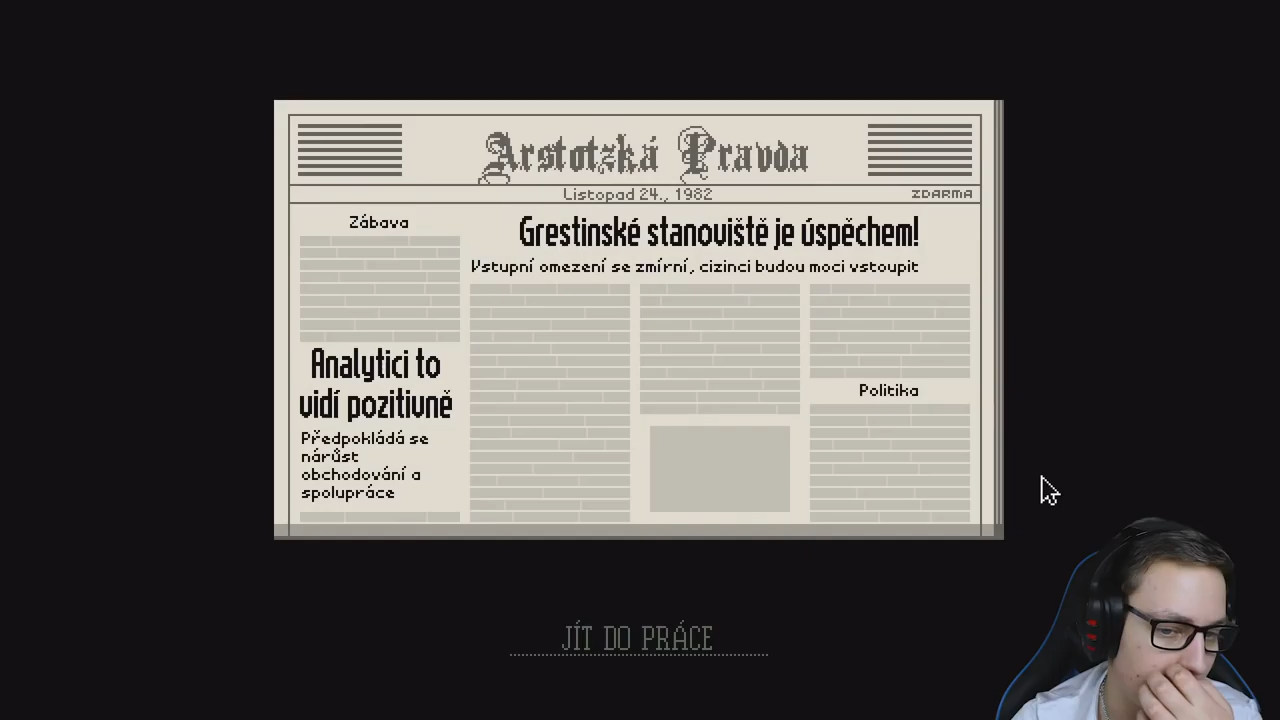 Arstotzká Pravda
Listopad 24., 1982
ZDARMA
Zábava
Analytici to
vidí pozitivně
Předpokládá se
nárůst
obchodování a
spolupráce
Grestinské stanoviště je úspěchem!
Vstupní omezení se zmírní, cizinci budou moci vstoupit
Politika
JÍT DO PRÁCE